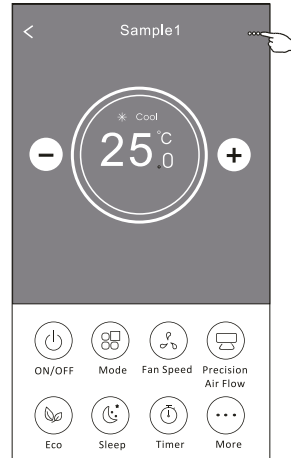 Sample1
Cool
25.0°C
ON/OFF Mode Fan Speed Precision Air Flow
Eco Sleep Timer More